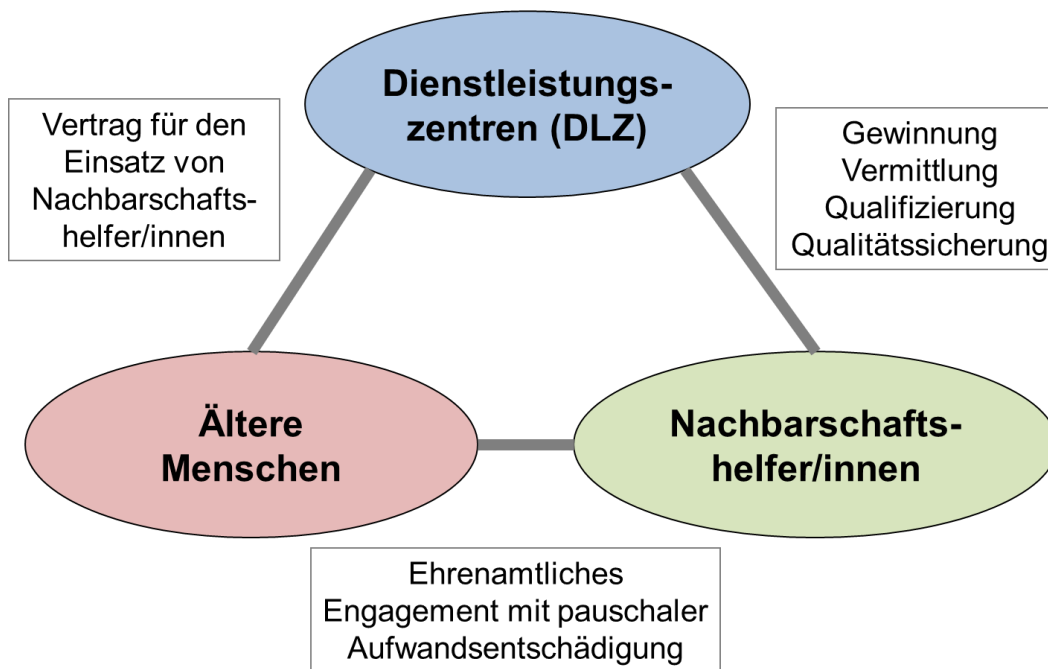 Dienstleistungs-
zentren (DLZ)
Vertrag für den
Einsatz von
Nachbarschafts-
helfer/innen
Gewinnung
Vermittlung
Qualifizierung
Qualitätssicherung
Ältere
Menschen
Nachbarschafts-
helfer/innen
Ehrenamtliches
Engagement mit pauschaler
Aufwandsentschädigung